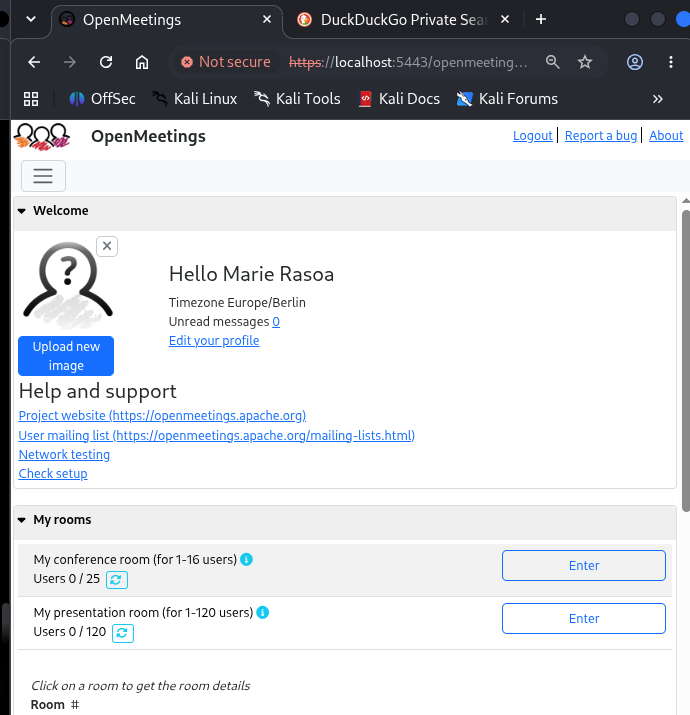 OpenMeetings
DuckDuckGo Private Sear
Not secure https://localhost:5443/openmeeting...
OffSec Kali Linux Kali Tools Kali Docs Kali Forums »
OpenMeetings Logout Report a bug About
Welcome
Hello Marie Rasoa
Timezone Europe/Berlin
Unread messages 0
Edit your profile
Upload new
image
Help and support
Project website (https://openmeetings.apache.org)
User mailing list (https://openmeetings.apache.org/mailing-lists.html)
Network testing
Check setup
My rooms
My conference room (for 1-16 users)
Users 0 / 25
Enter
My presentation room (for 1-120 users)
Users 0 / 120
Enter
Click on a room to get the room details
Room #